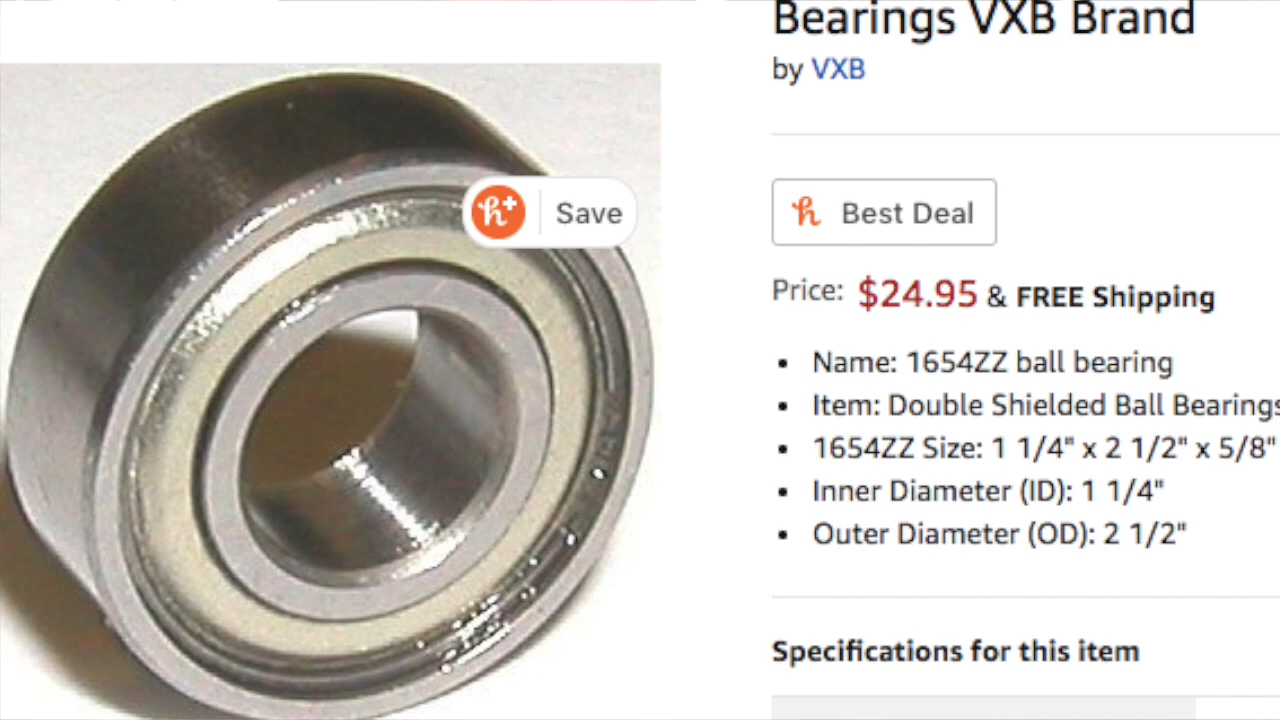 Bearings VXB Brand
by VXB
Save
Best Deal
Price: $24.95 & FREE Shipping
• Name: 1654ZZ ball bearing
• Item: Double Shielded Ball Bearings
• 1654ZZ Size: 1 1/4" x 2 1/2" x 5/8"
• Inner Diameter (ID): 1 1/4"
• Outer Diameter (OD): 2 1/2"
Specifications for this item